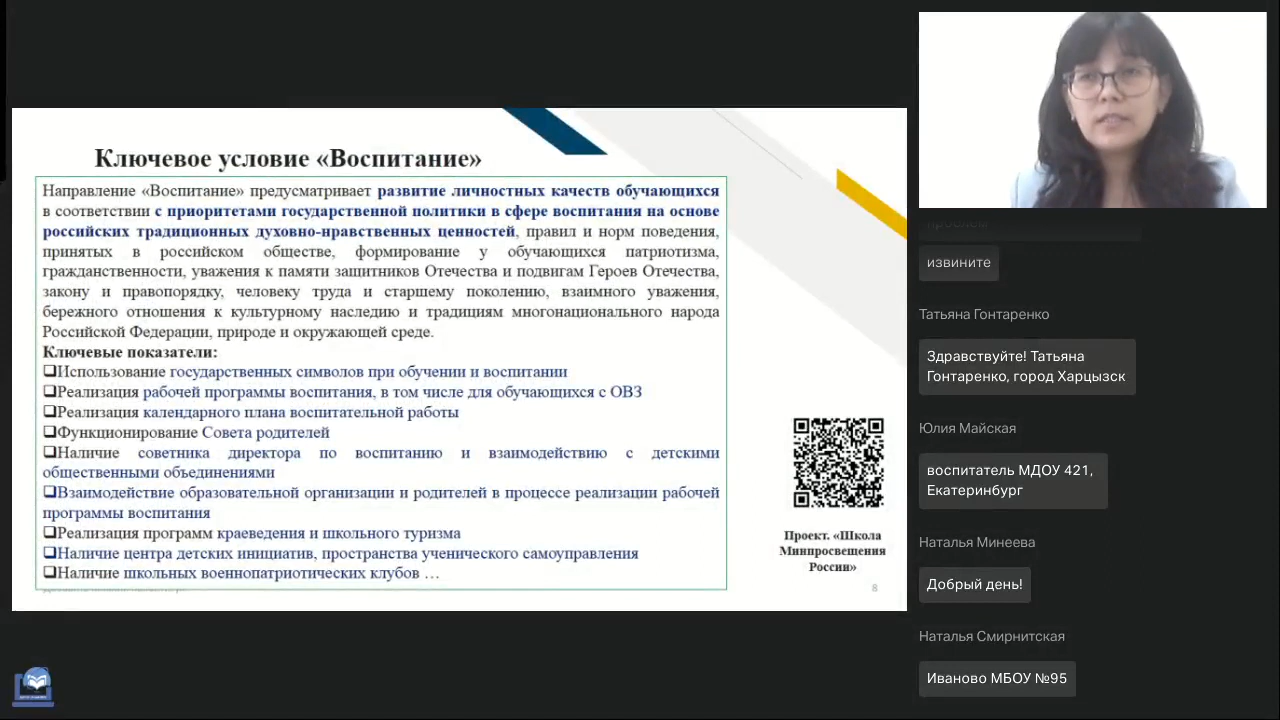 Ключевое условие «Воспитание»
Направление «Воспитание» предусматривает развитие личностных качеств обучающихся
в соответствии с приоритетами государственной политики в сфере воспитания на основе
российских традиционных духовно-нравственных ценностей, правил и норм поведения,
принятых в российском обществе, формирование у обучающихся патриотизма,
гражданственности, уважения к памяти защитников Отечества и подвигам Героев Отечества,
закону и правопорядку, человеку труда и старшему поколению, взаимного уважения,
бережного отношения к культурному наследию и традициям многонационального народа
Российской Федерации, природе и окружающей среде.
Ключевые показатели:
❑Использование государственных символов при обучении и воспитании
❑Реализация рабочей программы воспитания, в том числе для обучающихся с ОВЗ
❑Реализация календарного плана воспитательной работы
❑Функционирование Совета родителей
❑Наличие советника директора по воспитанию и взаимодействию с детскими
общественными объединениями
❑Взаимодействие образовательной организации и родителей в процессе реализации рабочей
программы воспитания
❑Реализация программ краеведения и школьного туризма
❑Наличие центра детских инициатив, пространства ученического самоуправления
❑Наличие школьных военнопатриотических клубов …
Проект. «Школа
Минпросвещения
России»
8
извините
Татьяна Гонтаренко
Здравствуйте! Татьяна
Гонтаренко, город Харцызск
Юлия Майская
воспитатель МДОУ 421,
Екатеринбург
Наталья Минеева
Добрый день!
Наталья Смирнитская
Иваново МБОУ №95